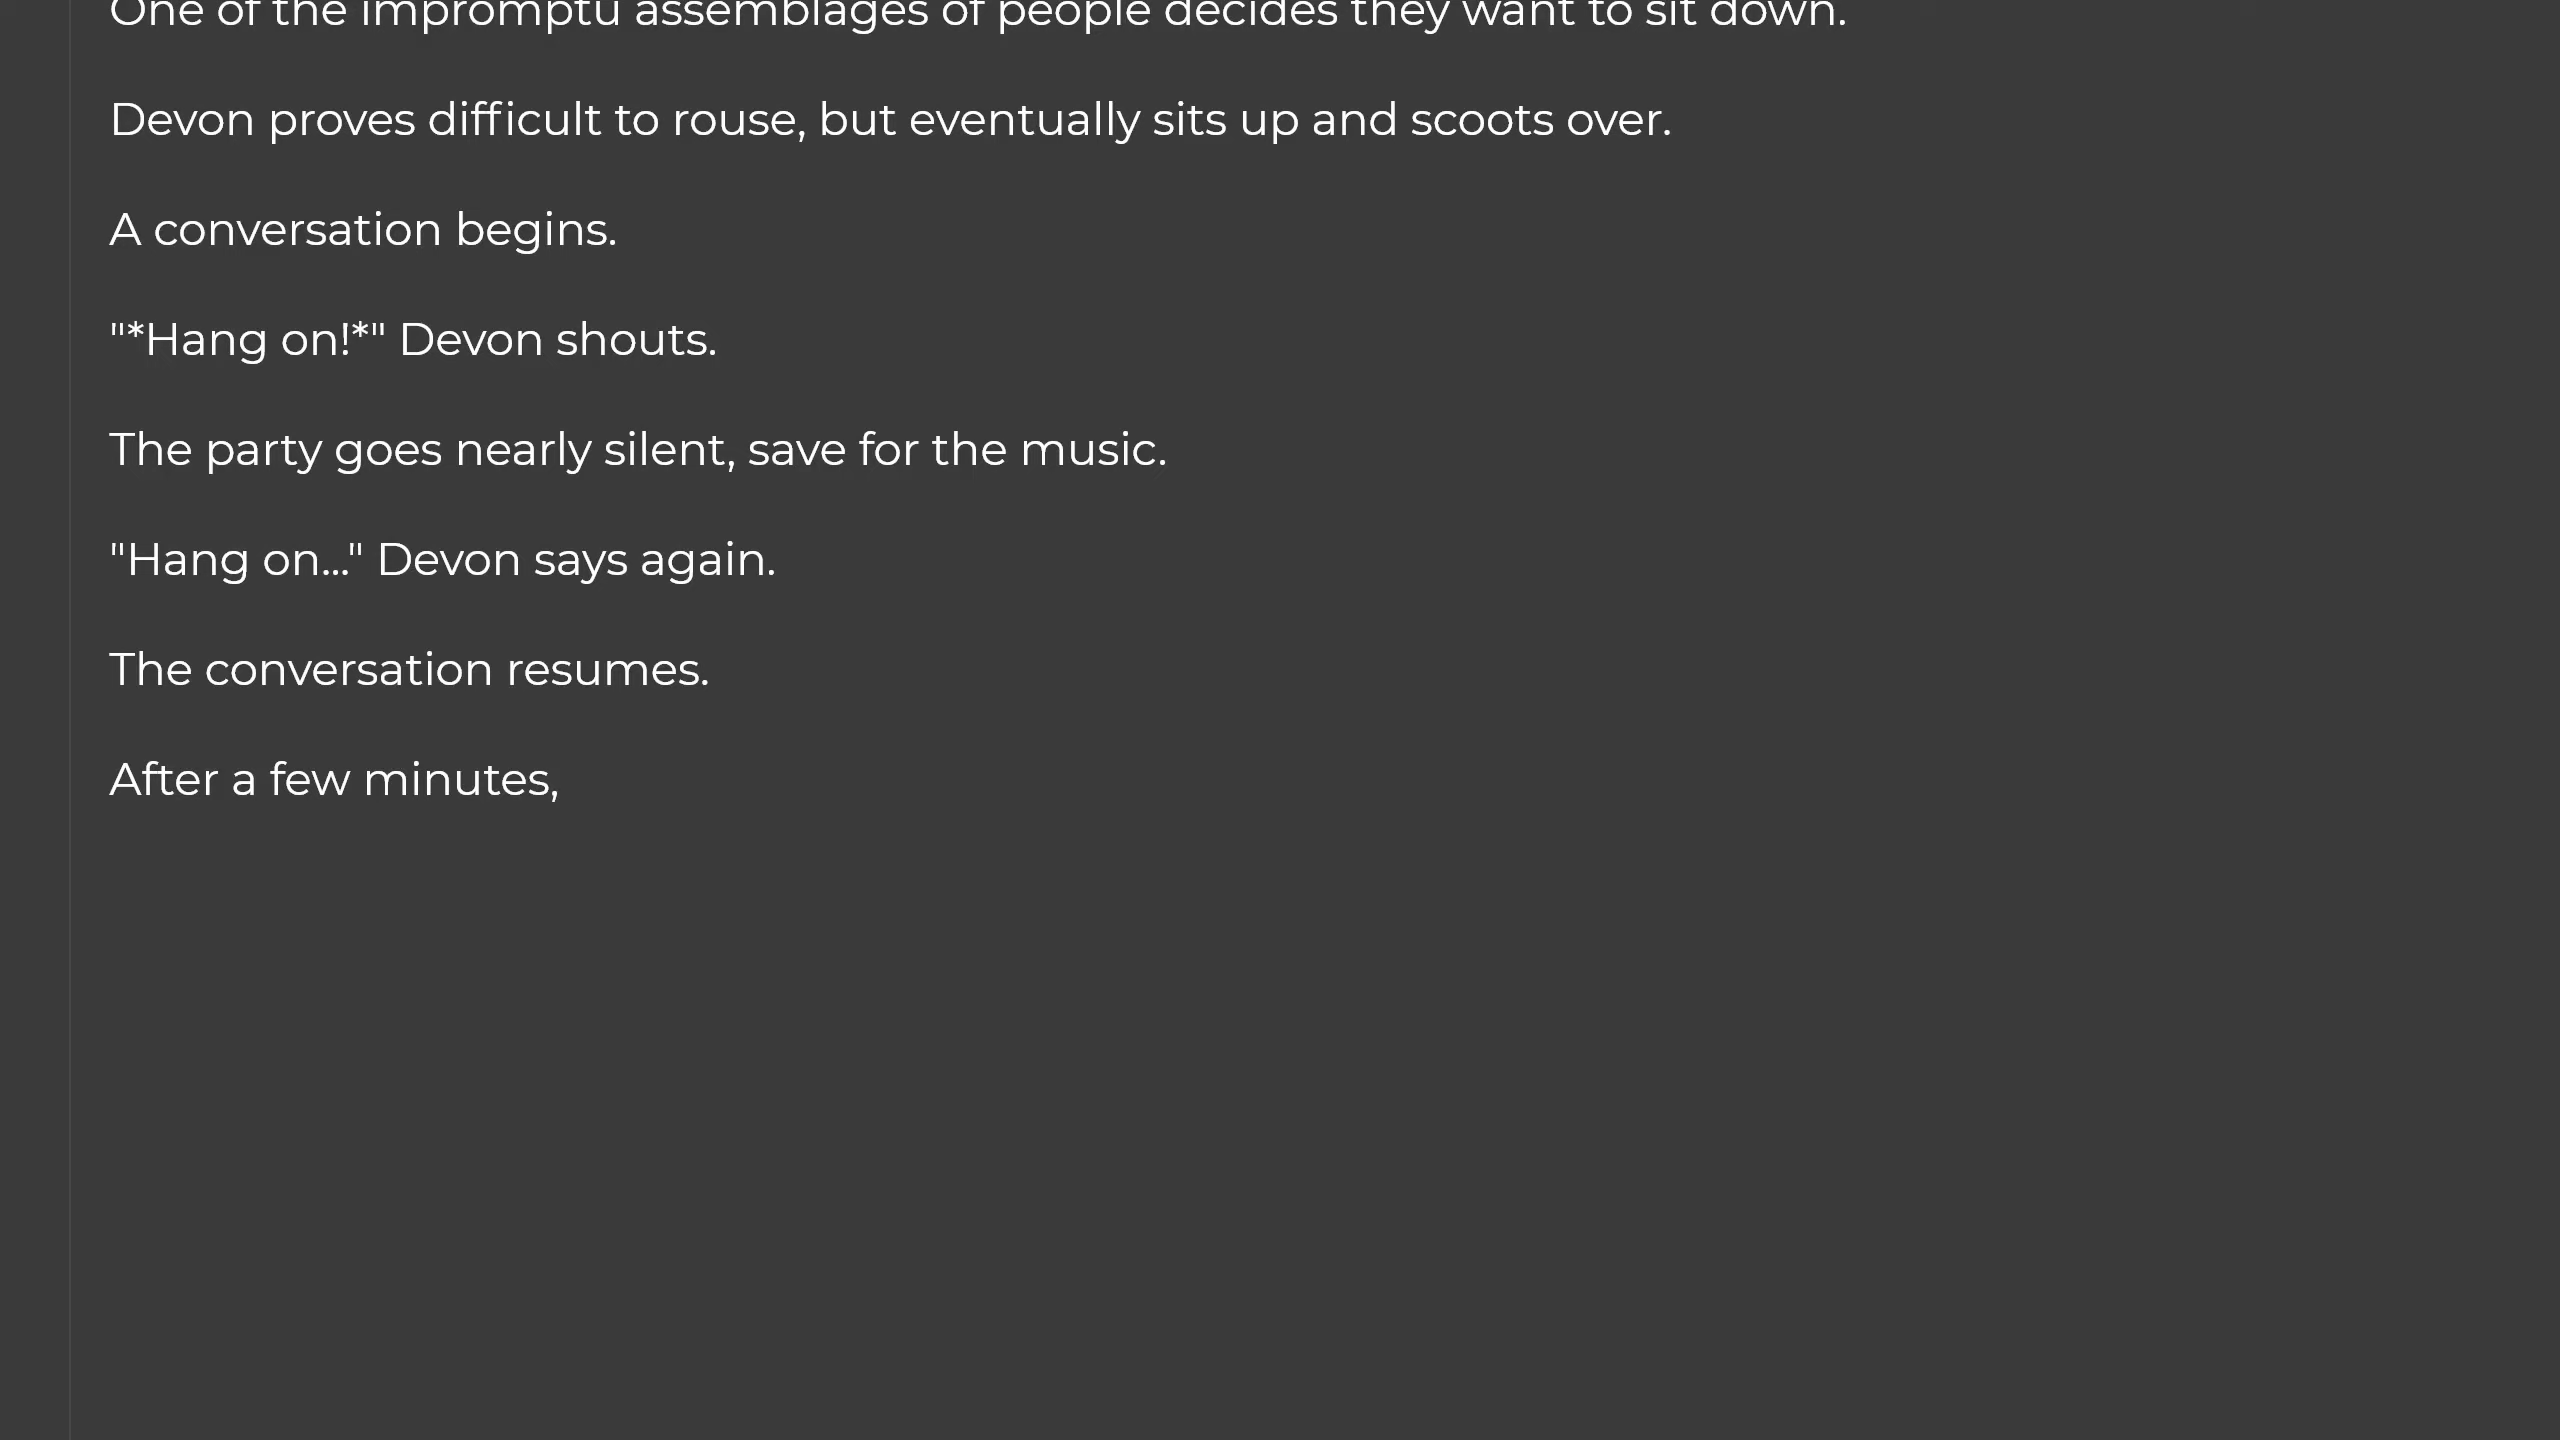 One of the impromptu assemblages of people decides they want to sit down.
Devon proves difficult to rouse, but eventually sits up and scoots over.
A conversation begins.
"*Hang on!*" Devon shouts.
The party goes nearly silent, save for the music.
"Hang on..." Devon says again.
The conversation resumes.
After a few minutes,